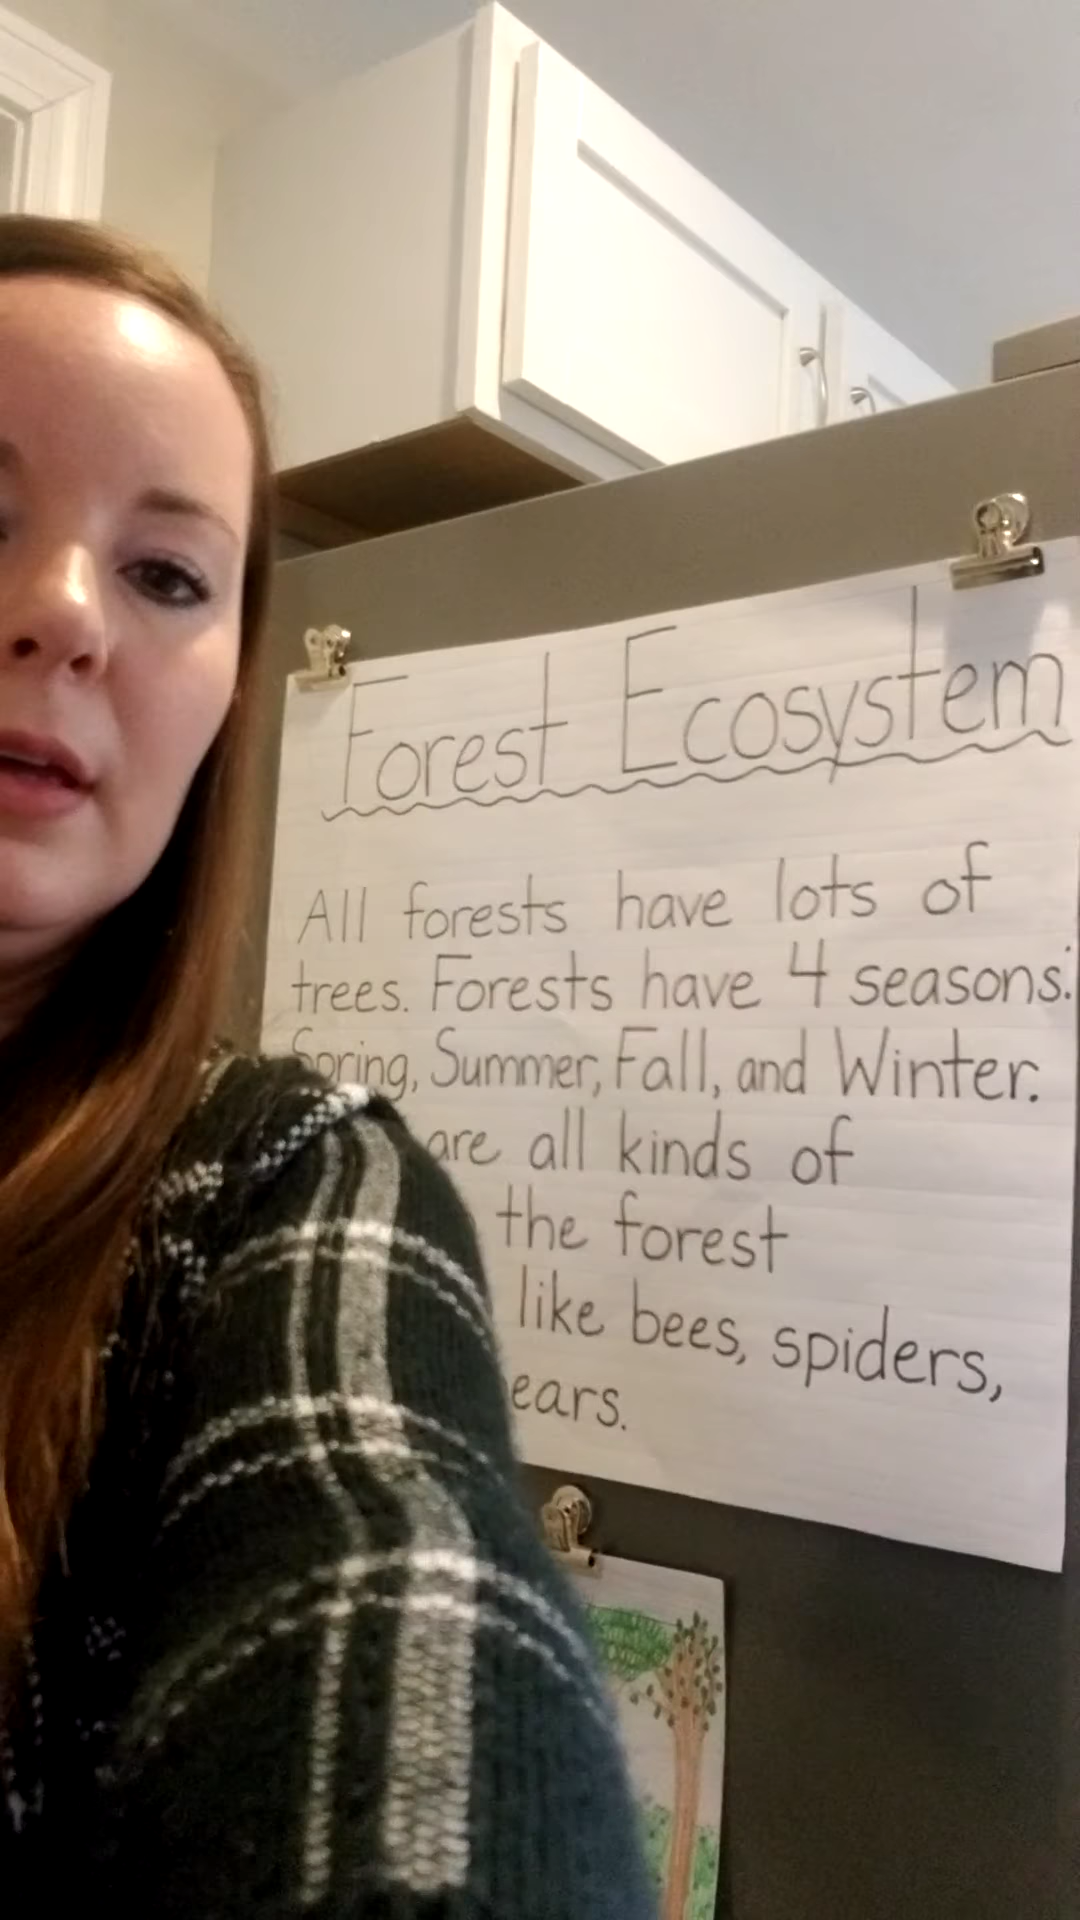 Forest Ecosystem
All forests have lots of
trees. Forests have 4 seasons:
Spring, Summer, Fall, and Winter.
are all kinds of
the forest
like bees, spiders,
ears.